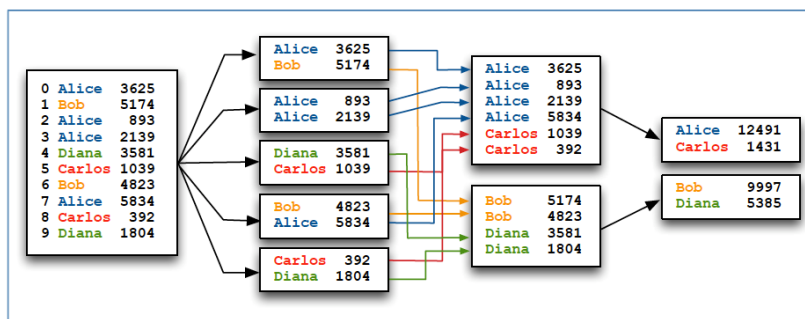 0 Alice 3625
1 Bob 5174
2 Alice 893
3 Alice 2139
4 Diana 3581
5 Carlos 1039
6 Bob 4823
7 Alice 5834
8 Carlos 392
9 Diana 1804
Alice 3625
Bob 5174
Alice 893
Alice 2139
Diana 3581
Carlos 1039
Bob 4823
Alice 5834
Carlos 392
Diana 1804
Alice 3625
Alice 893
Alice 2139
Alice 5834
Carlos 1039
Carlos 392
Bob 5174
Bob 4823
Diana 3581
Diana 1804
Alice 12491
Carlos 1431
Bob 9997
Diana 5385